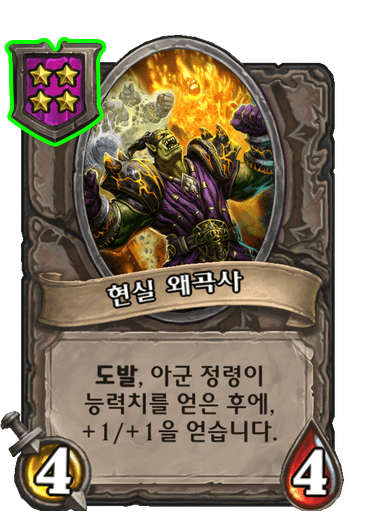 현실 왜곡사
도발, 아군 정령이
능력치를 얻은 후에,
+1/+1을 얻습니다.
4
4